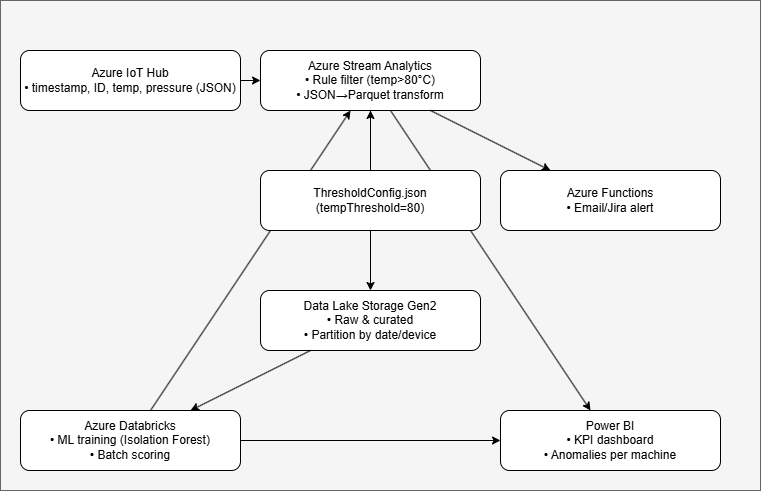 Azure IoT Hub
• timestamp, ID, temp, pressure (JSON)
Azure Stream Analytics
• Rule filter (temp>80°C)
• JSON→Parquet transform
ThresholdConfig.json
(tempThreshold=80)
Azure Functions
• Email/Jira alert
Data Lake Storage Gen2
• Raw & curated
• Partition by date/device
Azure Databricks
• ML training (Isolation Forest)
• Batch scoring
Power BI
• KPI dashboard
• Anomalies per machine